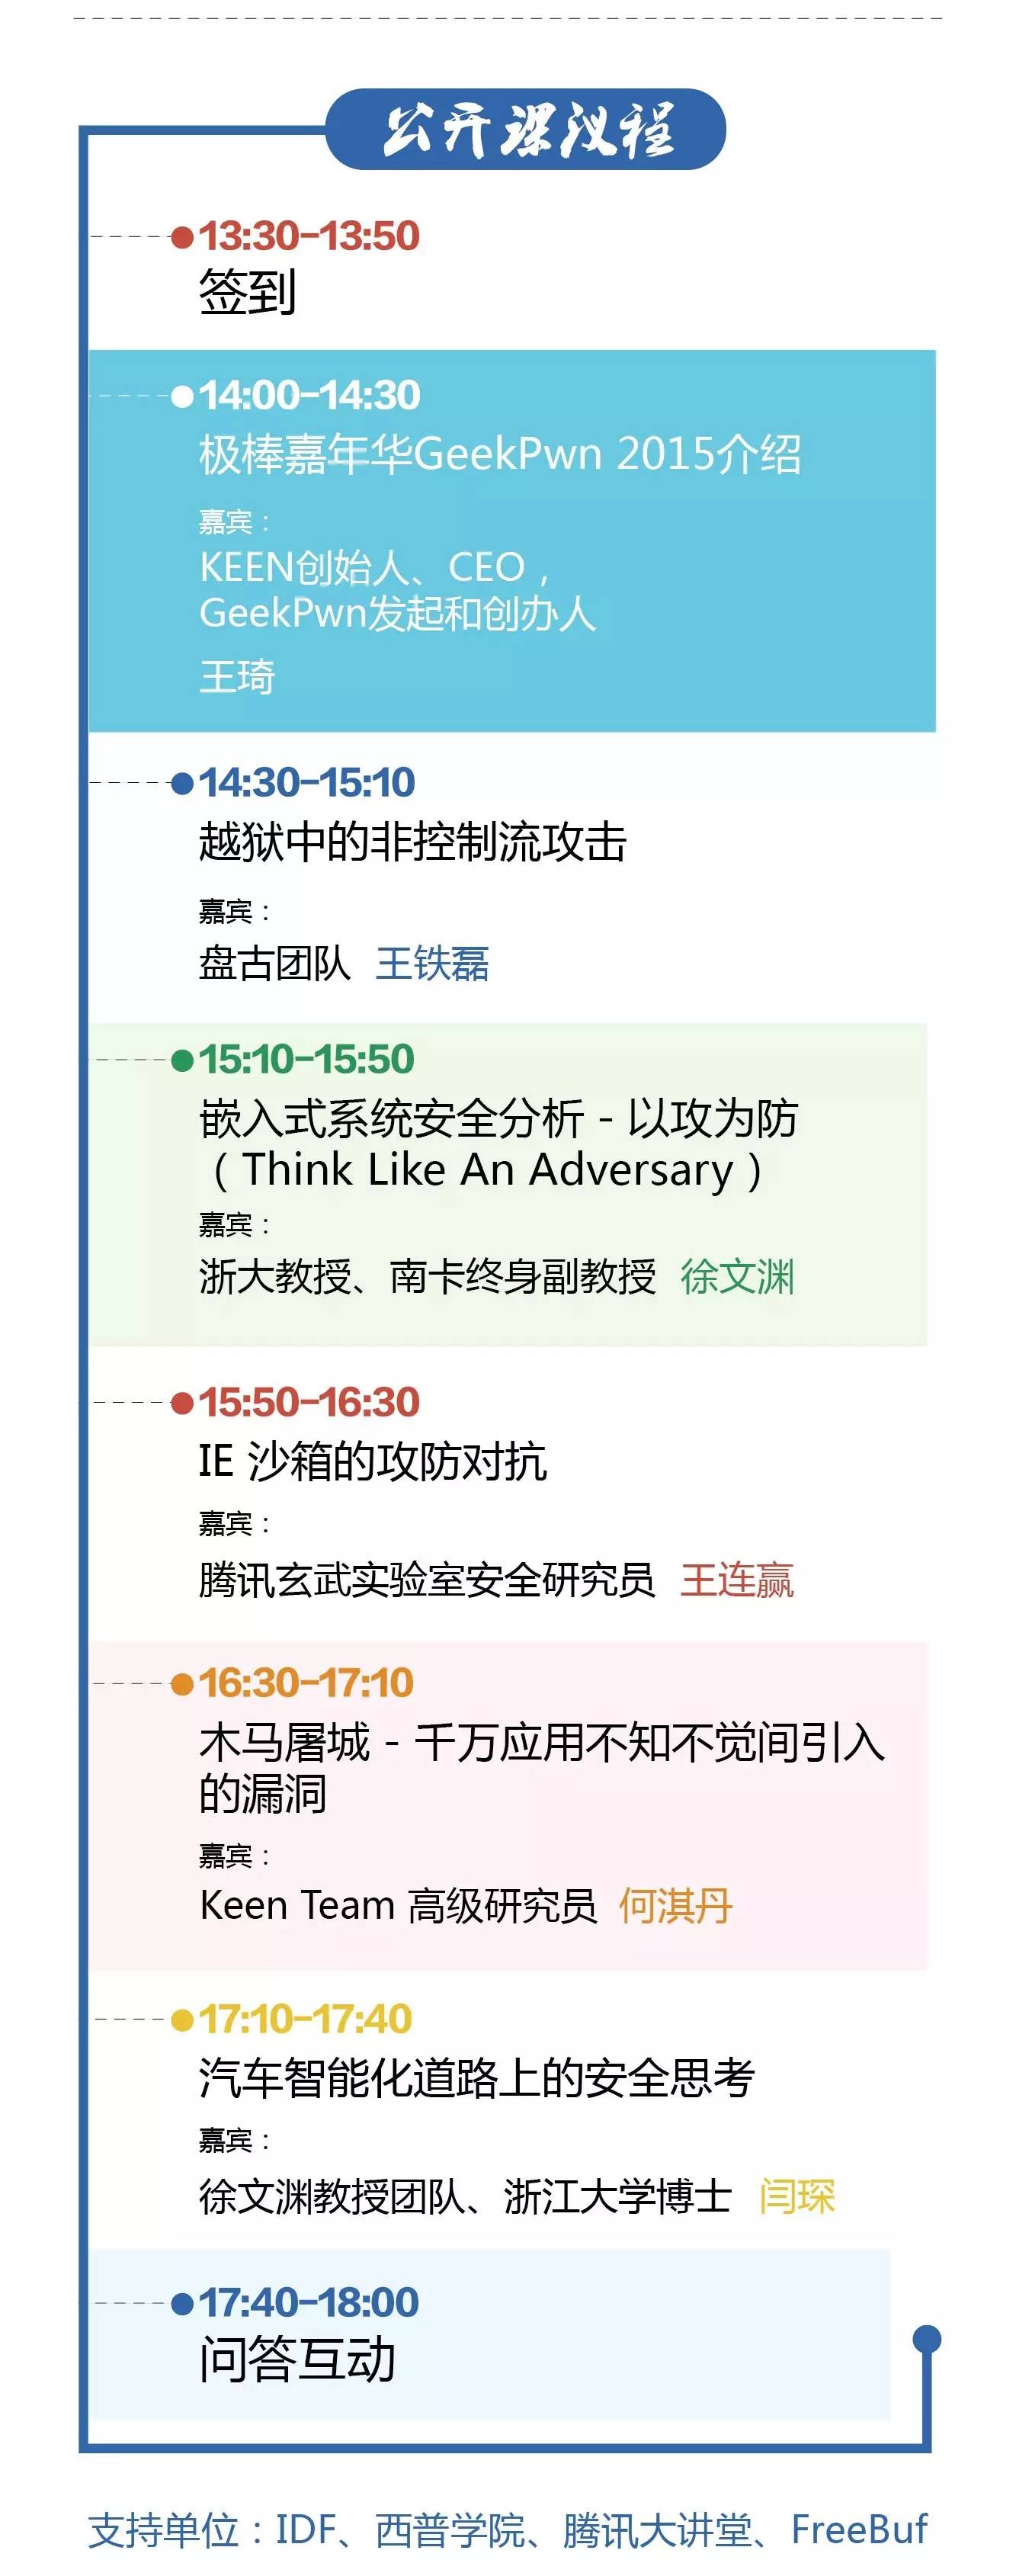 公开课议程
13:30-13:50
签到
14:00-14:30
极棒嘉年华GeekPwn 2015介绍
嘉宾：
KEEN创始人、CEO，
GeekPwn发起和创办人
王琦
14:30-15:10
越狱中的非控制流攻击
嘉宾：
盘古团队 王铁磊
15:10-15:50
嵌入式系统安全分析 - 以攻为防
（Think Like An Adversary）
嘉宾：
浙大教授、南卡终身副教授 徐文渊
15:50-16:30
IE 沙箱的攻防对抗
嘉宾：
腾讯玄武实验室安全研究员 王连赢
16:30-17:10
木马屠城 - 千万应用不知不觉间引入
的漏洞
嘉宾：
Keen Team 高级研究员 何淇丹
17:10-17:40
汽车智能化道路上的安全思考
嘉宾：
徐文渊教授团队、浙江大学博士 闫琛
17:40-18:00
问答互动
支持单位：IDF、西普学院、腾讯大讲堂、FreeBuf